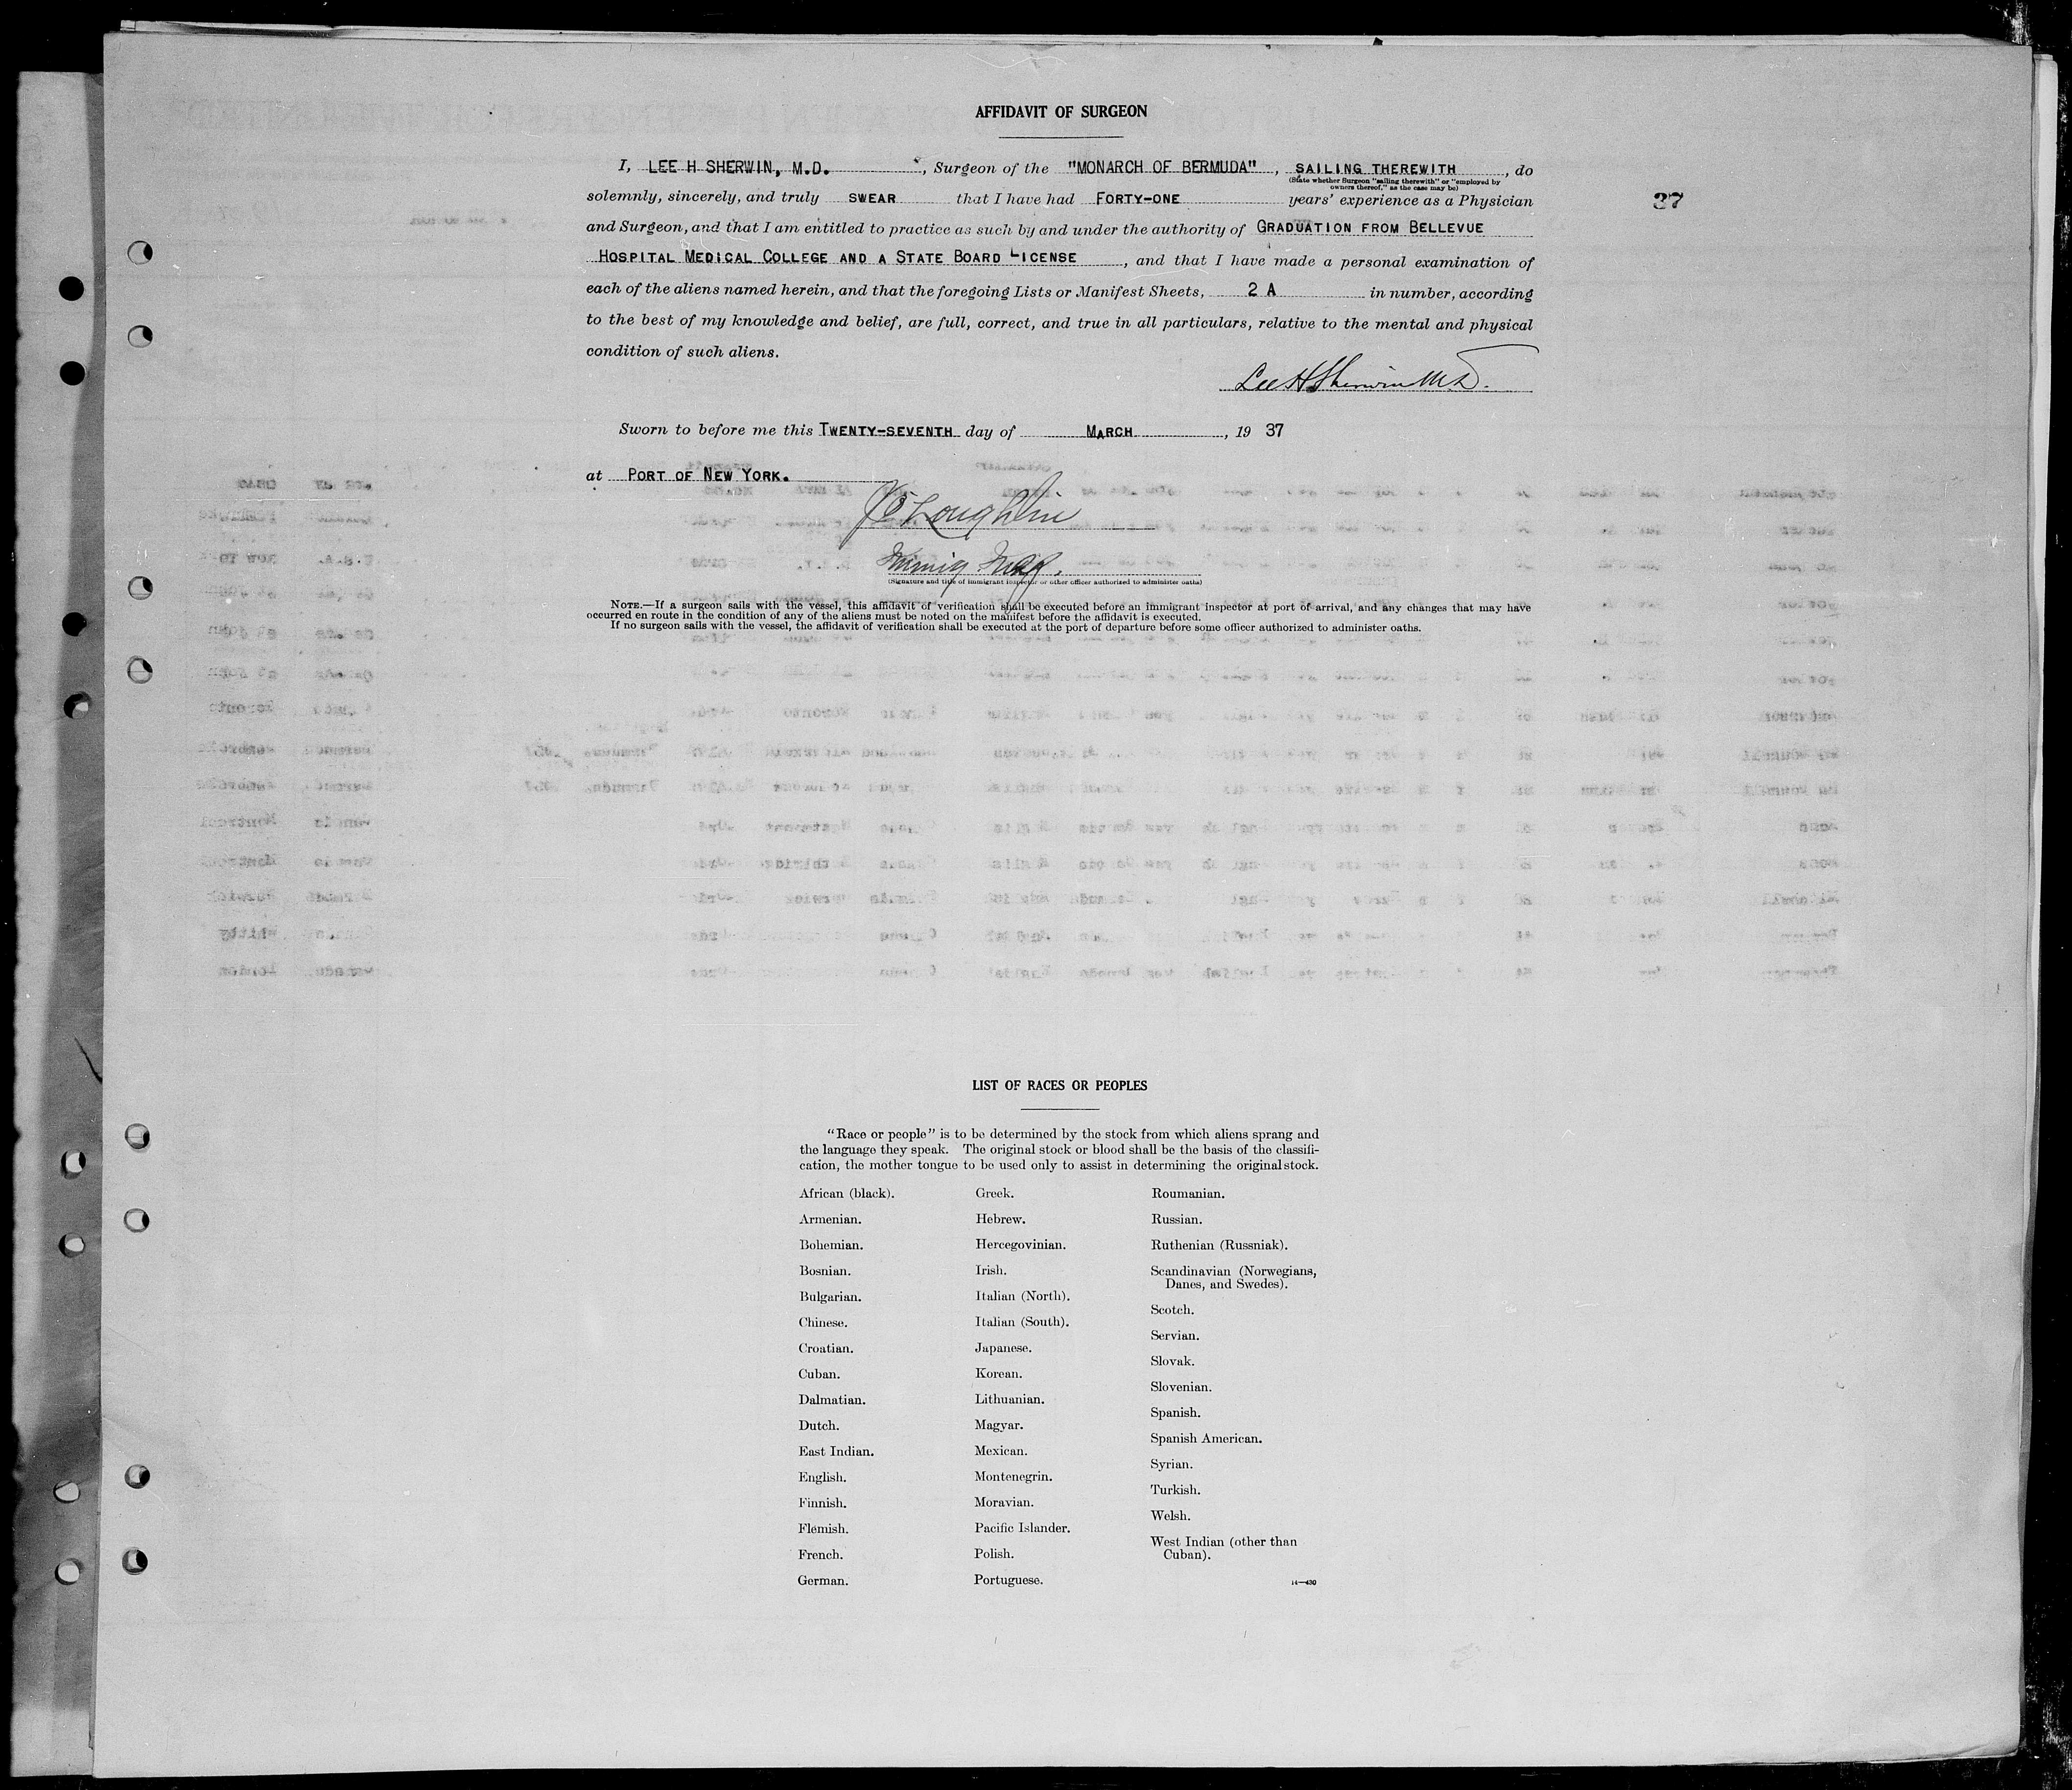 AFFIDAVIT OF SURGEON
I, LEE H SHERWIN, M.D. , Surgeon of the "MONARCH OF BERMUDA" , SAILING THEREWITH , do
(State whether Surgeon "sailing therewith" or "employed by
owners thereof," as the case may be)
solemnly, sincerely, and truly SWEAR that I have had FORTY-ONE years' experience as a Physician
37
and Surgeon, and that I am entitled to practice as such by and under the authority of GRADUATION FROM BELLEVUE
HOSPITAL MEDICAL COLLEGE AND A STATE BOARD LICENSE , and that I have made a personal examination of
each of the aliens named herein, and that the foregoing Lists or Manifest Sheets, 2 A in number, according
to the best of my knowledge and belief, are full, correct, and true in all particulars, relative to the mental and physical
condition of such aliens.
Lee H Sherwin M.D.
Sworn to before me this TWENTY-SEVENTH day of MARCH , 19 37
at PORT OF NEW YORK.
O'Loughlin
Immig Insp.
(Signature and title of immigrant inspector or other officer authorized to administer oaths)
NOTE.—If a surgeon sails with the vessel, this affidavit of verification shall be executed before an immigrant inspector at port of arrival, and any changes that may have
occurred en route in the condition of any of the aliens must be noted on the manifest before the affidavit is executed.
If no surgeon sails with the vessel, the affidavit of verification shall be executed at the port of departure before some officer authorized to administer oaths.
LIST OF RACES OR PEOPLES
"Race or people" is to be determined by the stock from which aliens sprang and
the language they speak. The original stock or blood shall be the basis of the classifi-
cation, the mother tongue to be used only to assist in determining the original stock.
African (black).
Armenian.
Bohemian.
Bosnian.
Bulgarian.
Chinese.
Croatian.
Cuban.
Dalmatian.
Dutch.
East Indian.
English.
Finnish.
Flemish.
French.
German.
Greek.
Hebrew.
Hercegovinian.
Irish.
Italian (North).
Italian (South).
Japanese.
Korean.
Lithuanian.
Magyar.
Mexican.
Montenegrin.
Moravian.
Pacific Islander.
Polish.
Portuguese.
Roumanian.
Russian.
Ruthenian (Russniak).
Scandinavian (Norwegians,
Danes, and Swedes).
Scotch.
Servian.
Slovak.
Slovenian.
Spanish.
Spanish American.
Syrian.
Turkish.
Welsh.
West Indian (other than
Cuban).
14—430